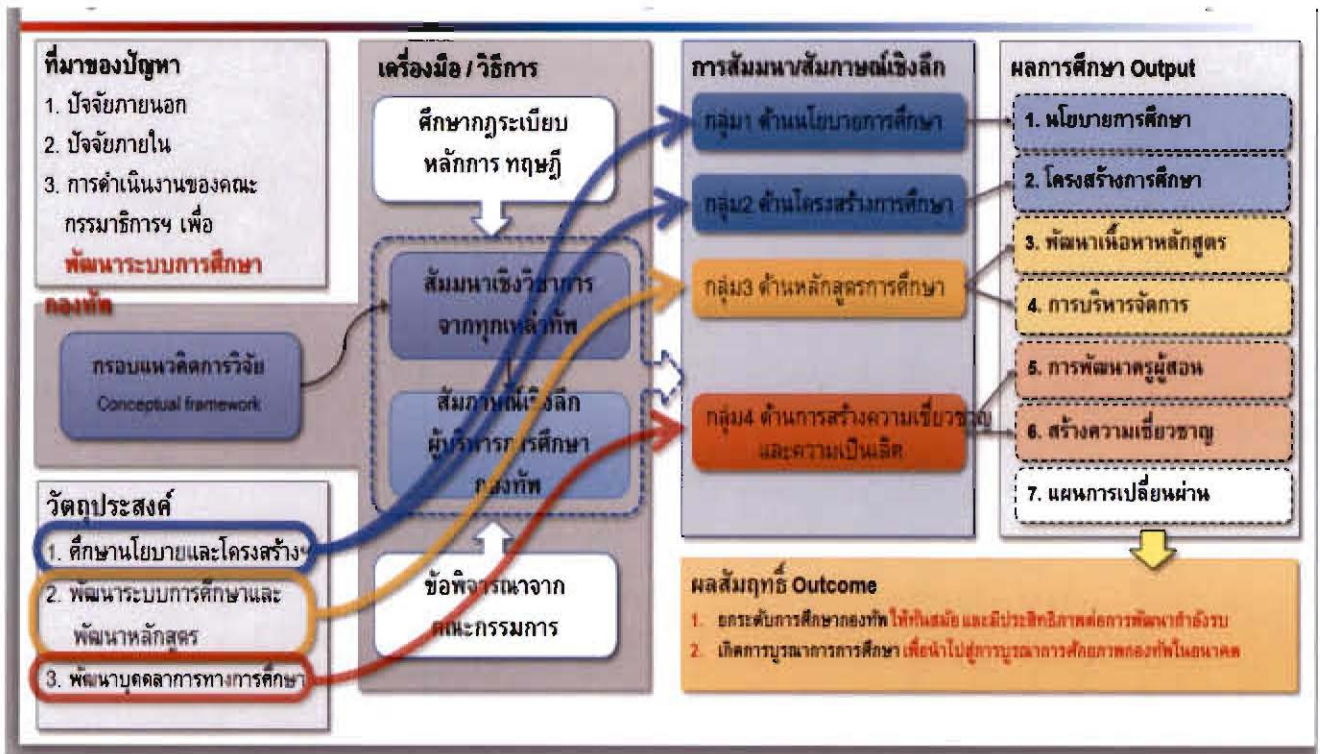 ที่มาของปัญหา
1. ปัจจัยภายนอก
2. ปัจจัยภายใน
3. การดำเนินงานของคณะ
กรรมาธิการฯ เพื่อ
พัฒนาระบบการศึกษา
กองทัพ
กรอบแนวคิดการวิจัย
Conceptual framework
วัตถุประสงค์
1. ศึกษานโยบายและโครงสร้างฯ
2. พัฒนาระบบการศึกษาและ
พัฒนาหลักสูตร
3. พัฒนาบุคลากรทางการศึกษา
เครื่องมือ / วิธีการ
ศึกษากฎระเบียบ
หลักการ ทฤษฎี
สัมมนาเชิงวิชาการ
จากทุกเหล่าทัพ
สัมภาษณ์เชิงลึก
ผู้บริหารการศึกษา
กองทัพ
ข้อพิจารณาจาก
คณะกรรมการ
การสัมมนา/สัมภาษณ์เชิงลึก
กลุ่ม1 ด้านนโยบายการศึกษา
กลุ่ม2 ด้านโครงสร้างการศึกษา
กลุ่ม3 ด้านหลักสูตรการศึกษา
กลุ่ม4 ด้านการสร้างความเชี่ยวชาญ
และความเป็นเลิศ
ผลการศึกษา Output
1. นโยบายการศึกษา
2. โครงสร้างการศึกษา
3. พัฒนาเนื้อหาหลักสูตร
4. การบริหารจัดการ
5. การพัฒนาครูผู้สอน
6. สร้างความเชี่ยวชาญ
7. แผนการเปลี่ยนผ่าน
ผลสัมฤทธิ์ Outcome
1. ยกระดับการศึกษากองทัพ ให้ทันสมัย และมีประสิทธิภาพต่อการพัฒนากำลังรบ
2. เกิดการบูรณาการการศึกษา เพื่อนำไปสู่การบูรณาการศักยภาพกองทัพในอนาคต